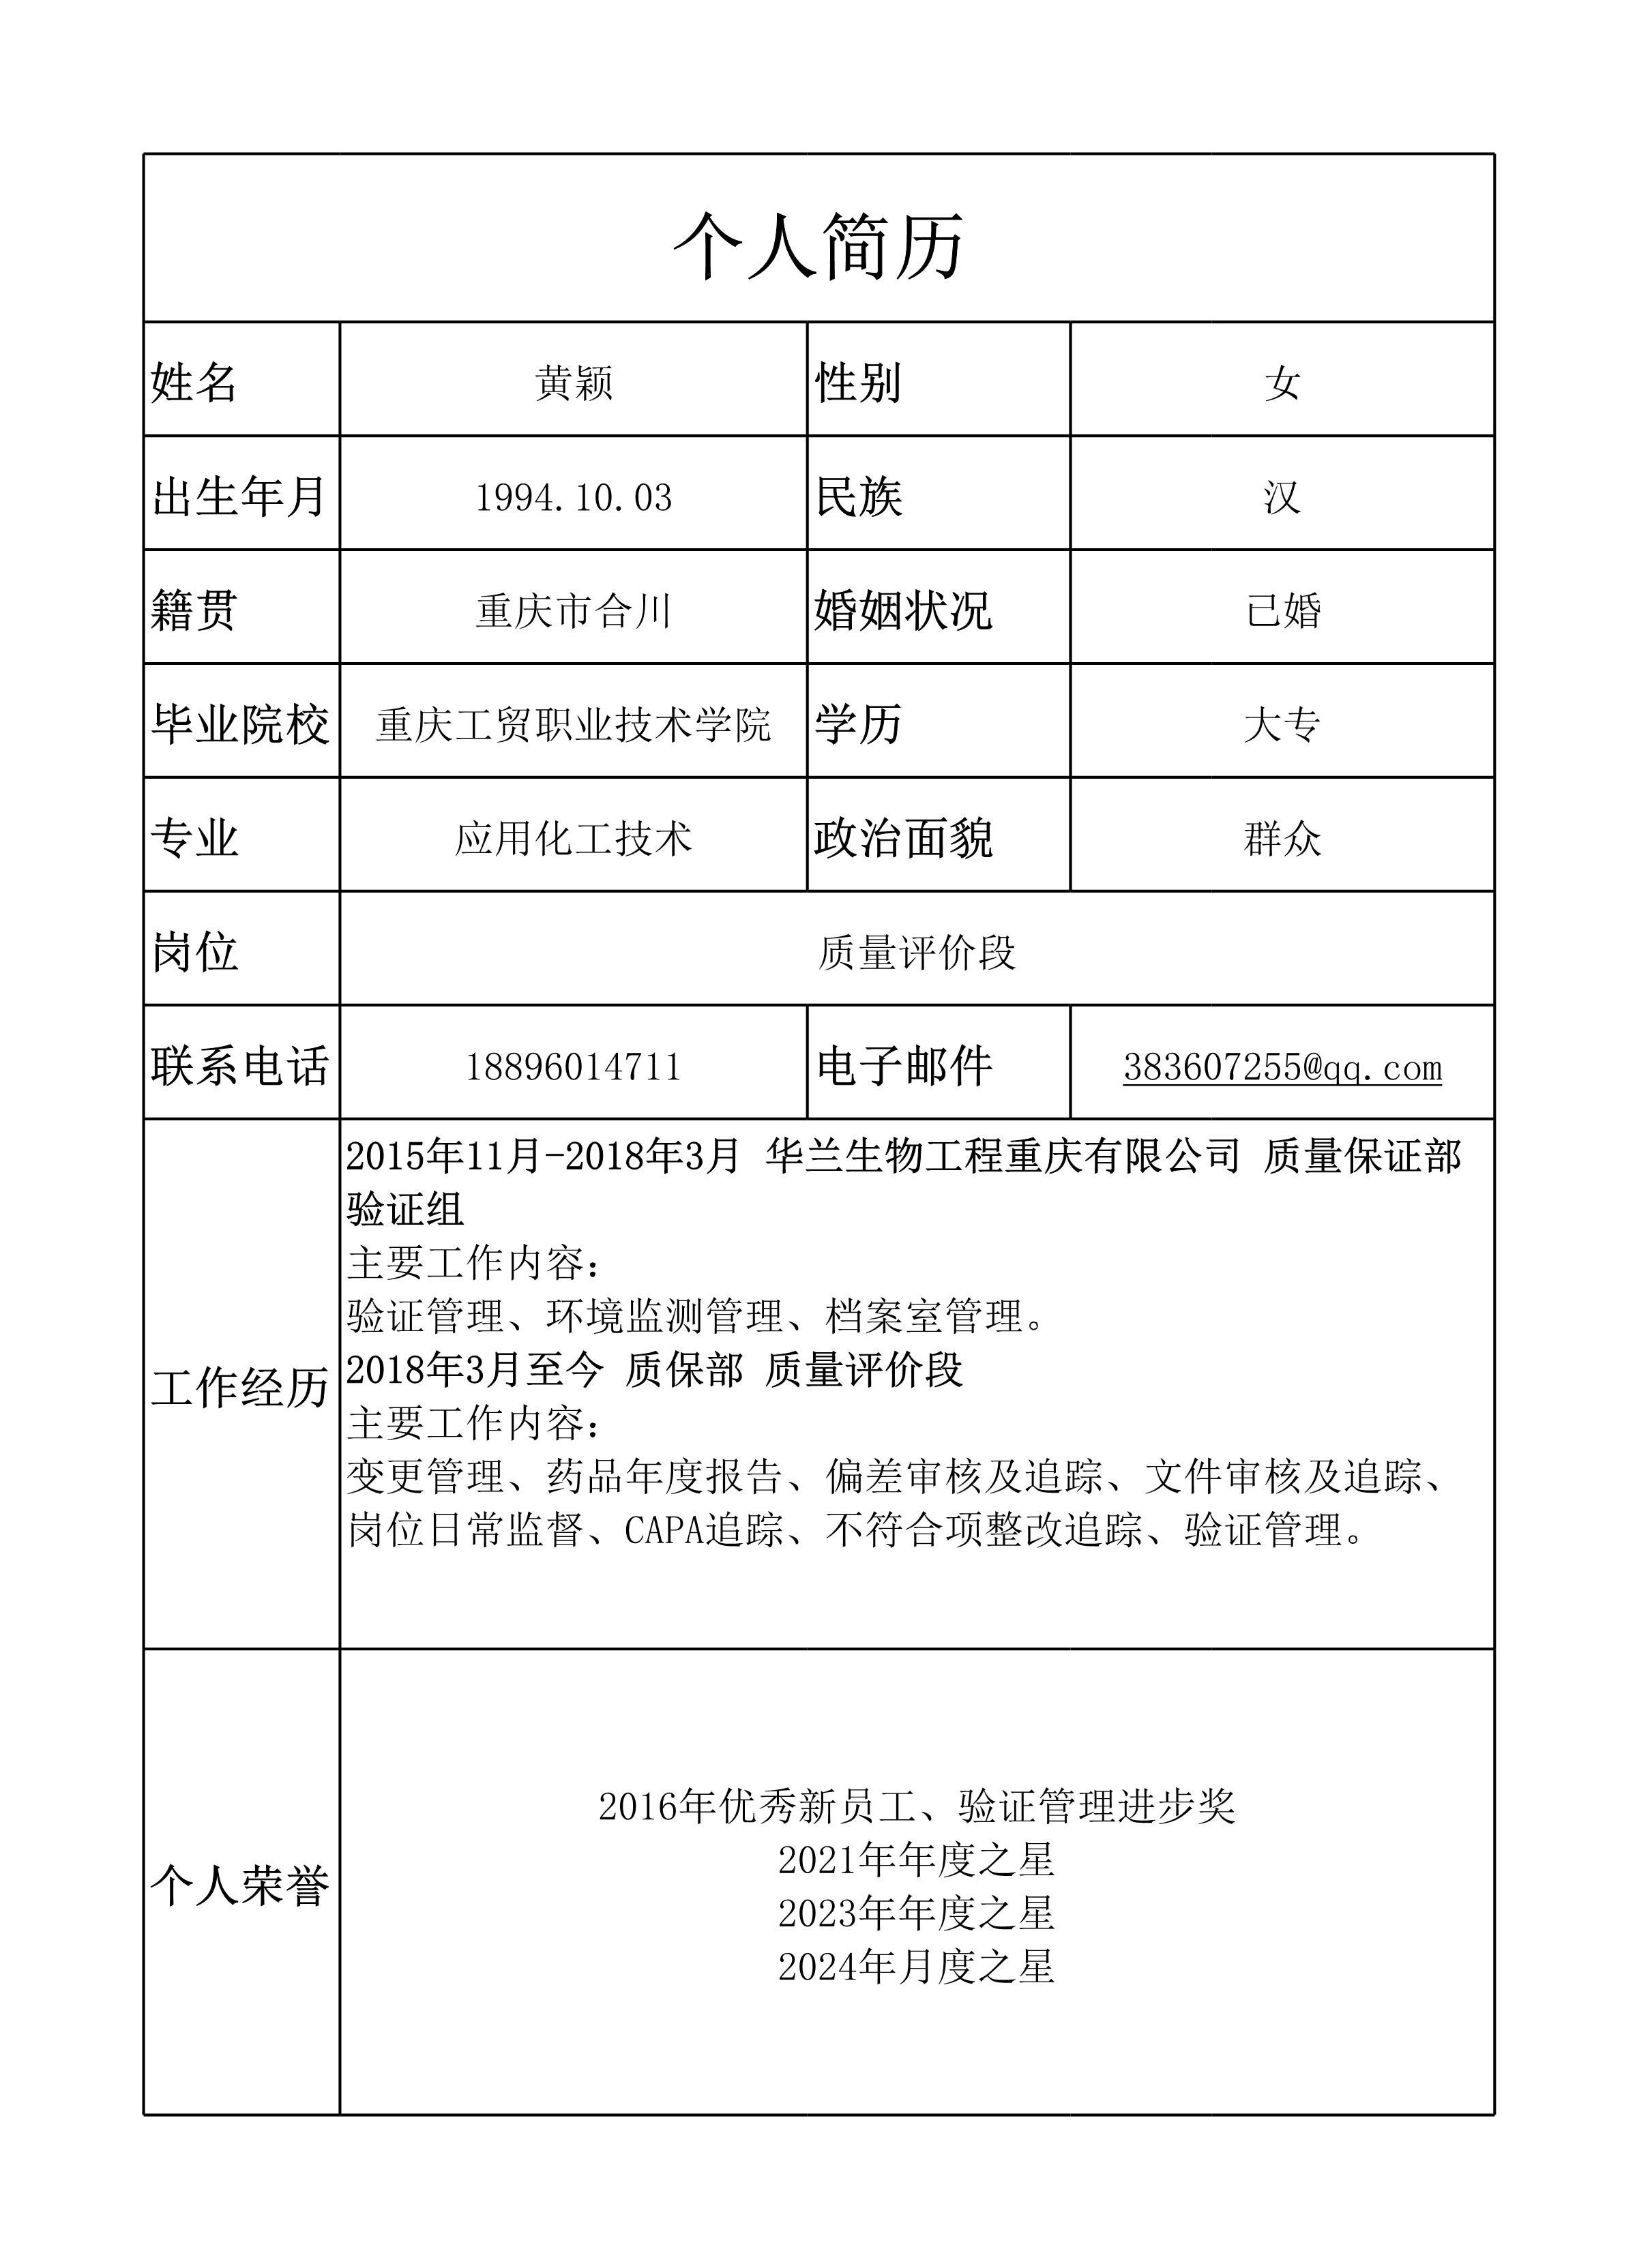 个人简历
姓名 黄颖 性别 女
出生年月 1994.10.03 民族 汉
籍贯 重庆市合川 婚姻状况 已婚
毕业院校 重庆工贸职业技术学院 学历 大专
专业 应用化工技术 政治面貌 群众
岗位 质量评价段
联系电话 18896014711 电子邮件 383607255@qq.com
工作经历
2015年11月-2018年3月 华兰生物工程重庆有限公司 质量保证部
验证组
主要工作内容：
验证管理、环境监测管理、档案室管理。
2018年3月至今 质保部 质量评价段
主要工作内容：
变更管理、药品年度报告、偏差审核及追踪、文件审核及追踪、
岗位日常监督、CAPA追踪、不符合项整改追踪、验证管理。
个人荣誉
2016年优秀新员工、验证管理进步奖
2021年年度之星
2023年年度之星
2024年月度之星